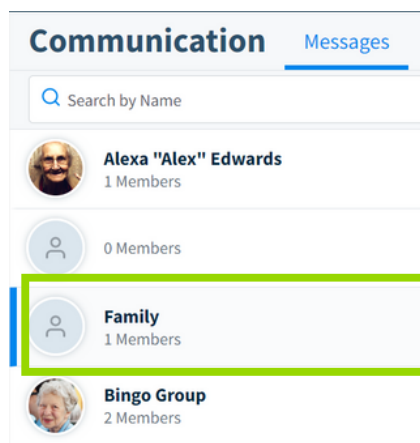 Communication Messages
Search by Name
Alexa "Alex" Edwards
1 Members
0 Members
Family
1 Members
Bingo Group
2 Members